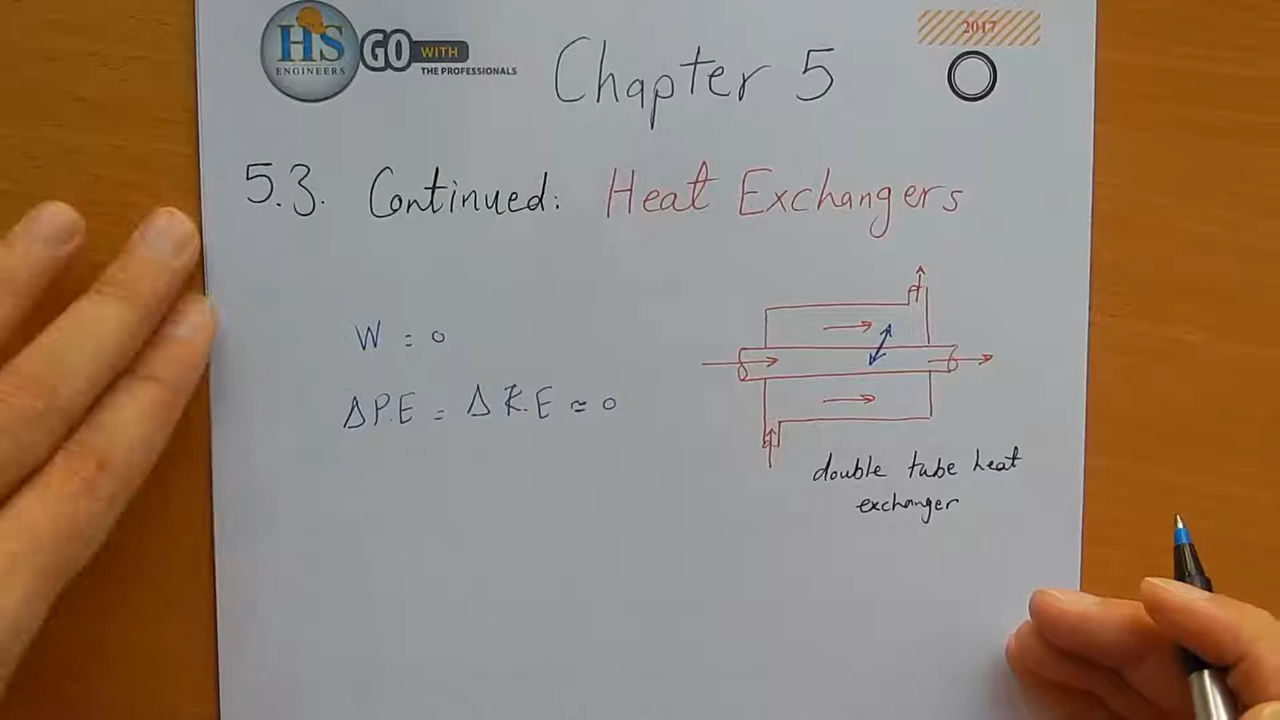 HS
ENGINEERS
GO WITH
THE PROFESSIONALS
2017
Chapter 5
5.3. Continued: Heat Exchangers
W = 0
ΔP.E = ΔK.E ≈ 0
double tube heat
exchanger